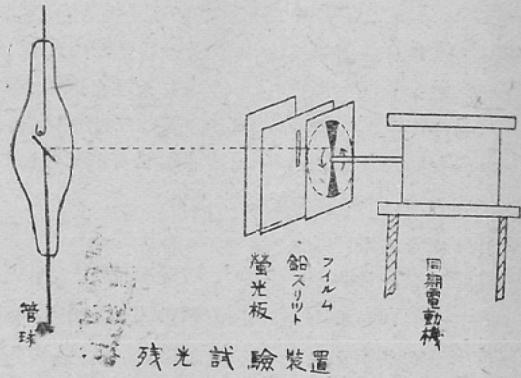 管球
螢光板
鉛スリツト
フイルム
同期電動機
残光試驗装置